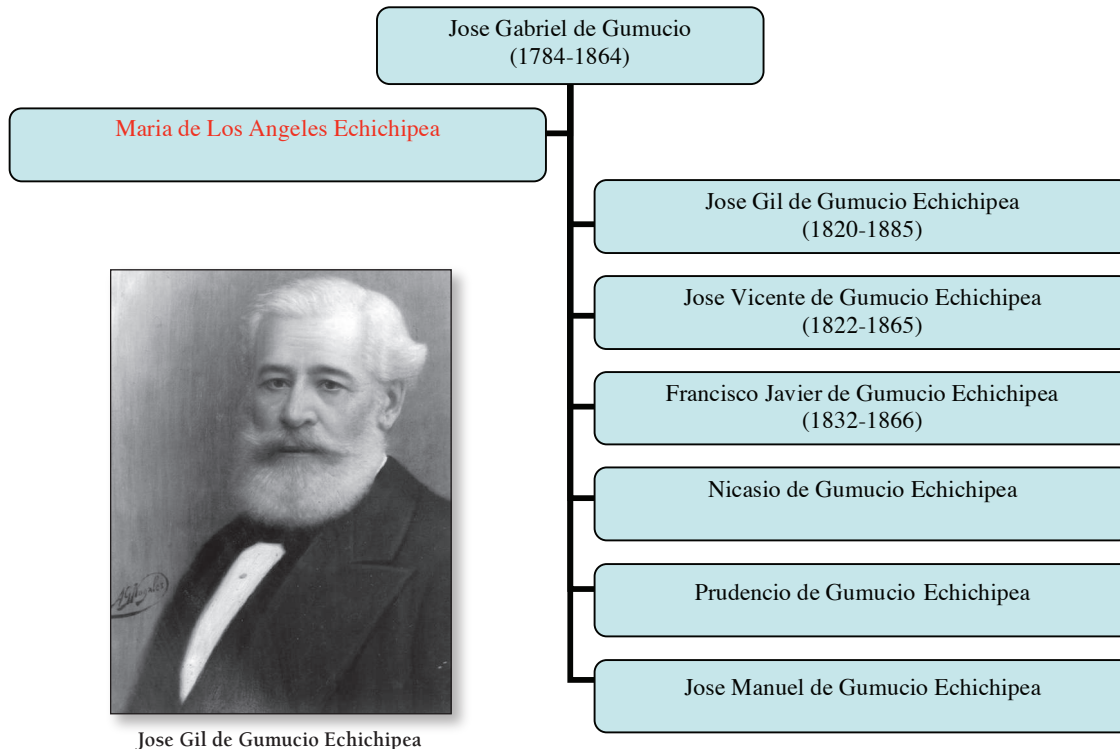 Jose Gabriel de Gumucio
(1784-1864)
Maria de Los Angeles Echichipea
Jose Gil de Gumucio Echichipea
(1820-1885)
Jose Vicente de Gumucio Echichipea
(1822-1865)
Francisco Javier de Gumucio Echichipea
(1832-1866)
Nicasio de Gumucio Echichipea
Prudencio de Gumucio Echichipea
Jose Manuel de Gumucio Echichipea
Jose Gil de Gumucio Echichipea